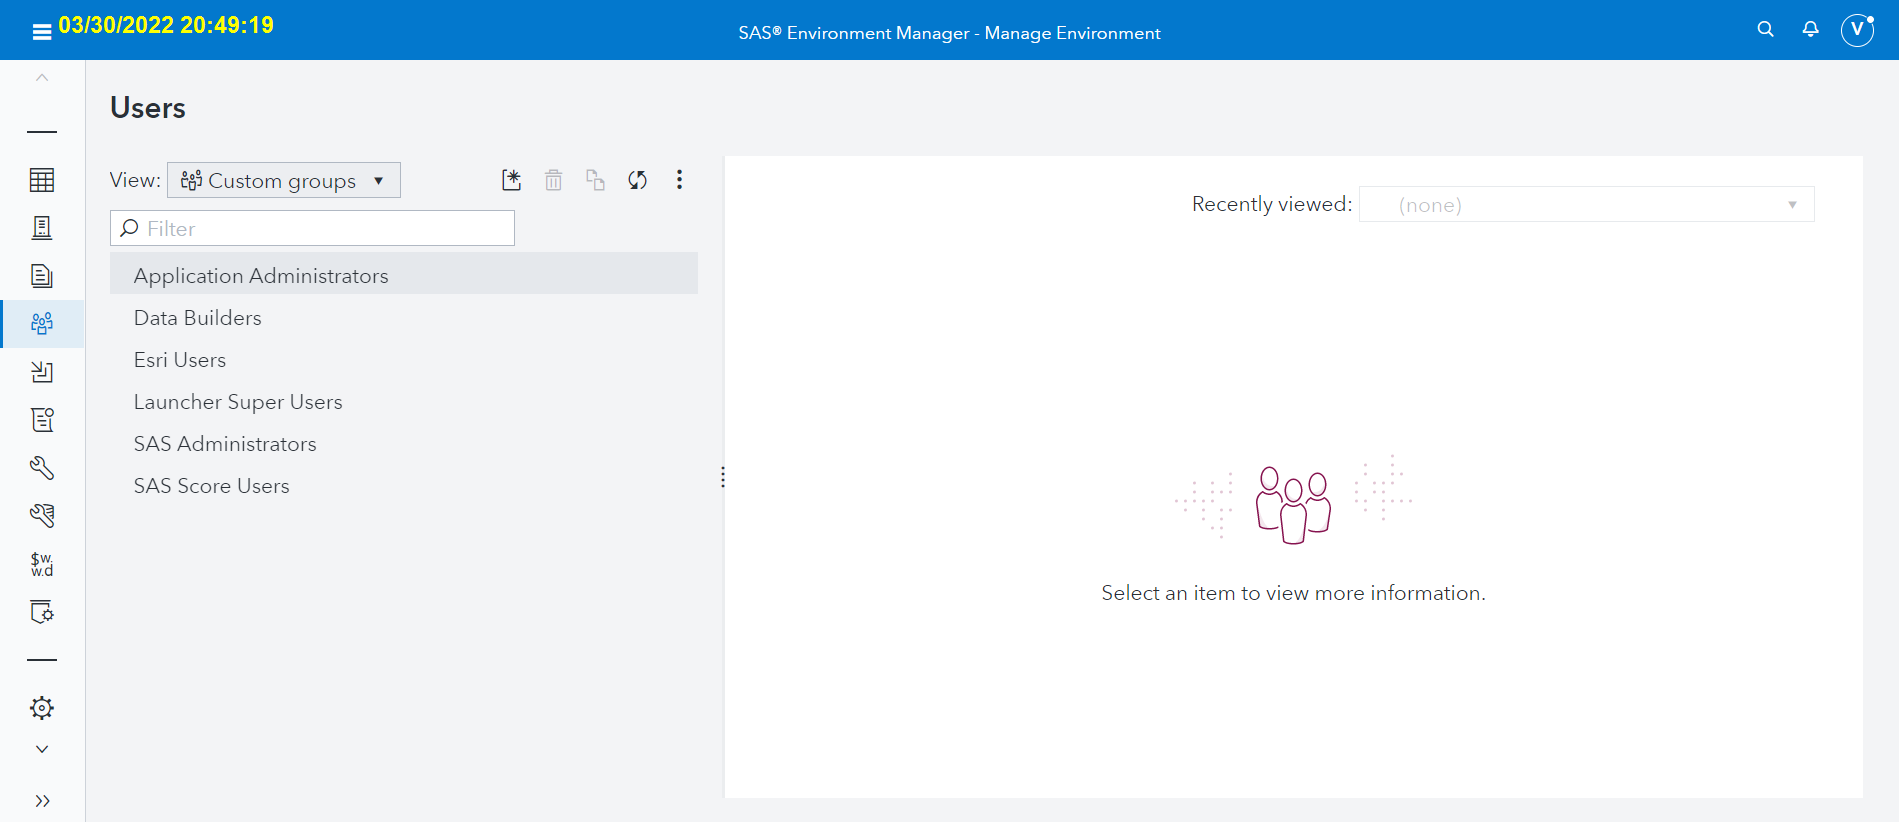 03/30/2022 20:49:19
SAS® Environment Manager - Manage Environment
V
Users
View: Custom groups
Filter
Application Administrators
Data Builders
Esri Users
Launcher Super Users
SAS Administrators
SAS Score Users
Recently viewed: (none)
Select an item to view more information.
$w.
w.d